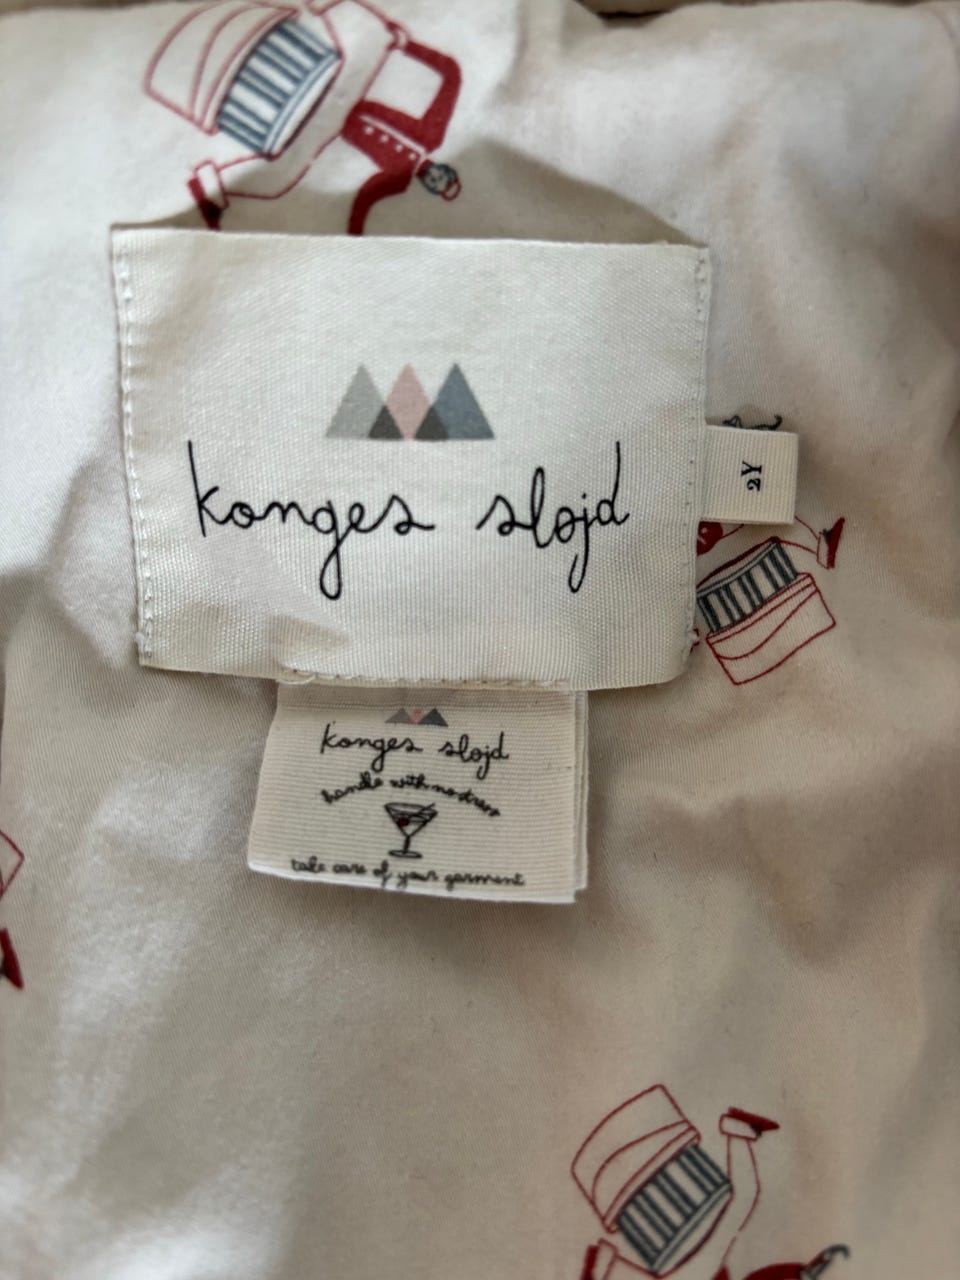 konges sløjd
2Y
konges sløjd
handle with no stress
take care of your garment